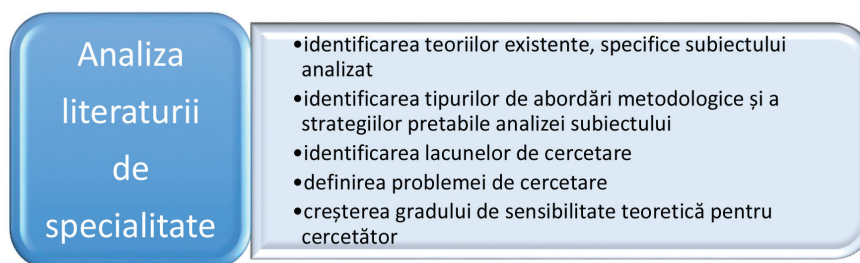 Analiza
literaturii
de
specialitate
•identificarea teoriilor existente, specifice subiectului
analizat
•identificarea tipurilor de abordări metodologice și a
strategiilor pretabile analizei subiectului
•identificarea lacunelor de cercetare
•definirea problemei de cercetare
•creșterea gradului de sensibilitate teoretică pentru
cercetător